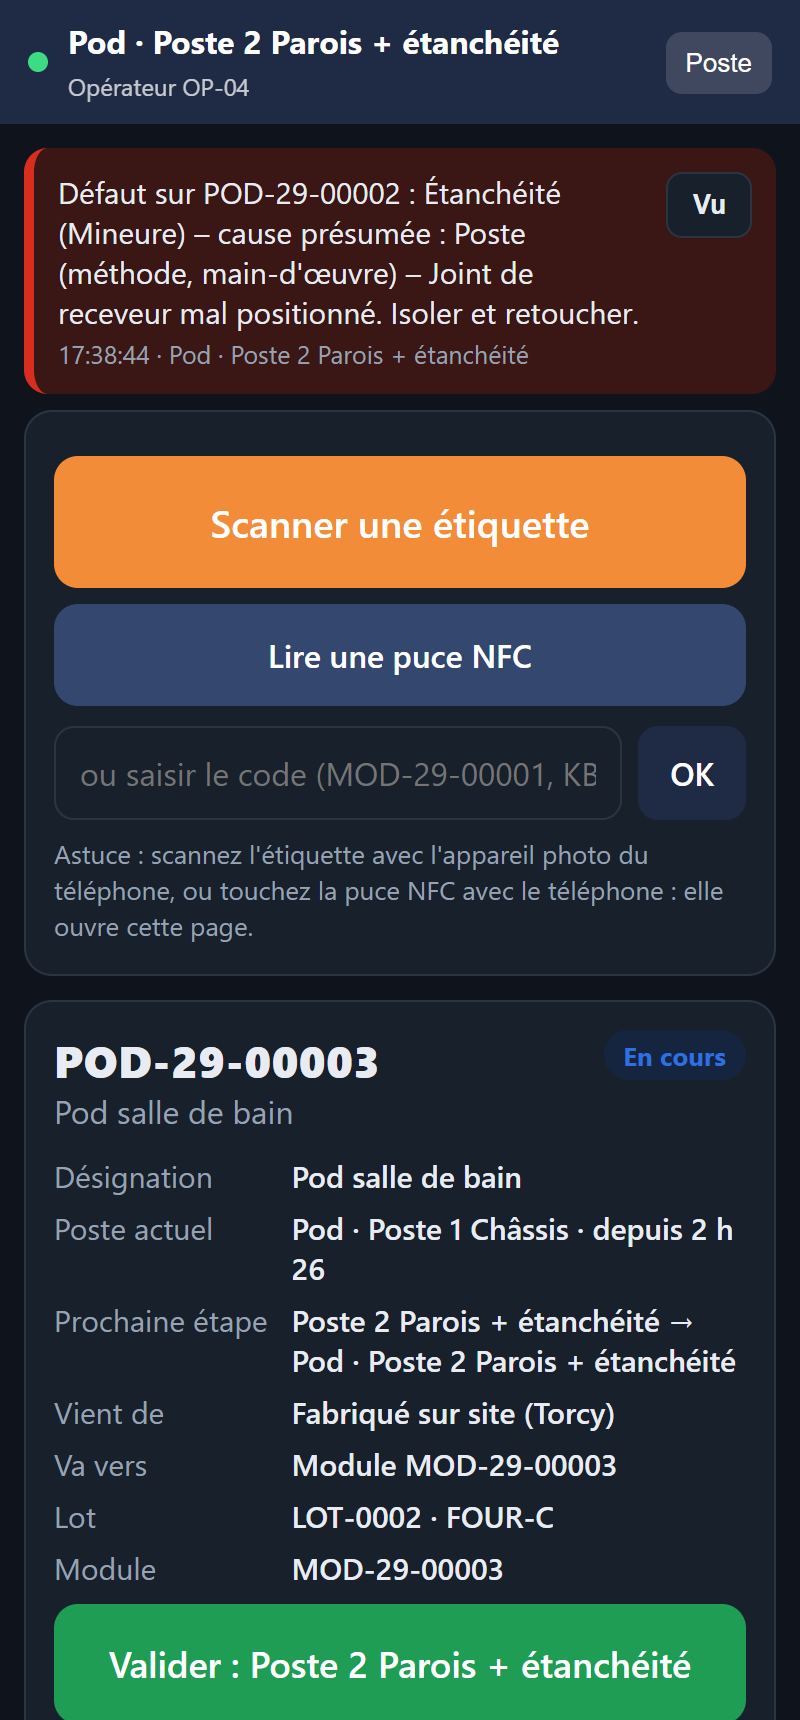 Pod · Poste 2 Parois + étanchéité
Opérateur OP-04
Poste
Défaut sur POD-29-00002 : Étanchéité
(Mineure) – cause présumée : Poste
(méthode, main-d'œuvre) – Joint de
receveur mal positionné. Isoler et retoucher.
17:38:44 · Pod · Poste 2 Parois + étanchéité
Vu
Scanner une étiquette
Lire une puce NFC
ou saisir le code (MOD-29-00001, KB
OK
Astuce : scannez l'étiquette avec l'appareil photo du
téléphone, ou touchez la puce NFC avec le téléphone : elle
ouvre cette page.
POD-29-00003
En cours
Pod salle de bain
Désignation Pod salle de bain
Poste actuel Pod · Poste 1 Châssis · depuis 2 h
26
Prochaine étape Poste 2 Parois + étanchéité →
Pod · Poste 2 Parois + étanchéité
Vient de Fabriqué sur site (Torcy)
Va vers Module MOD-29-00003
Lot LOT-0002 · FOUR-C
Module MOD-29-00003
Valider : Poste 2 Parois + étanchéité